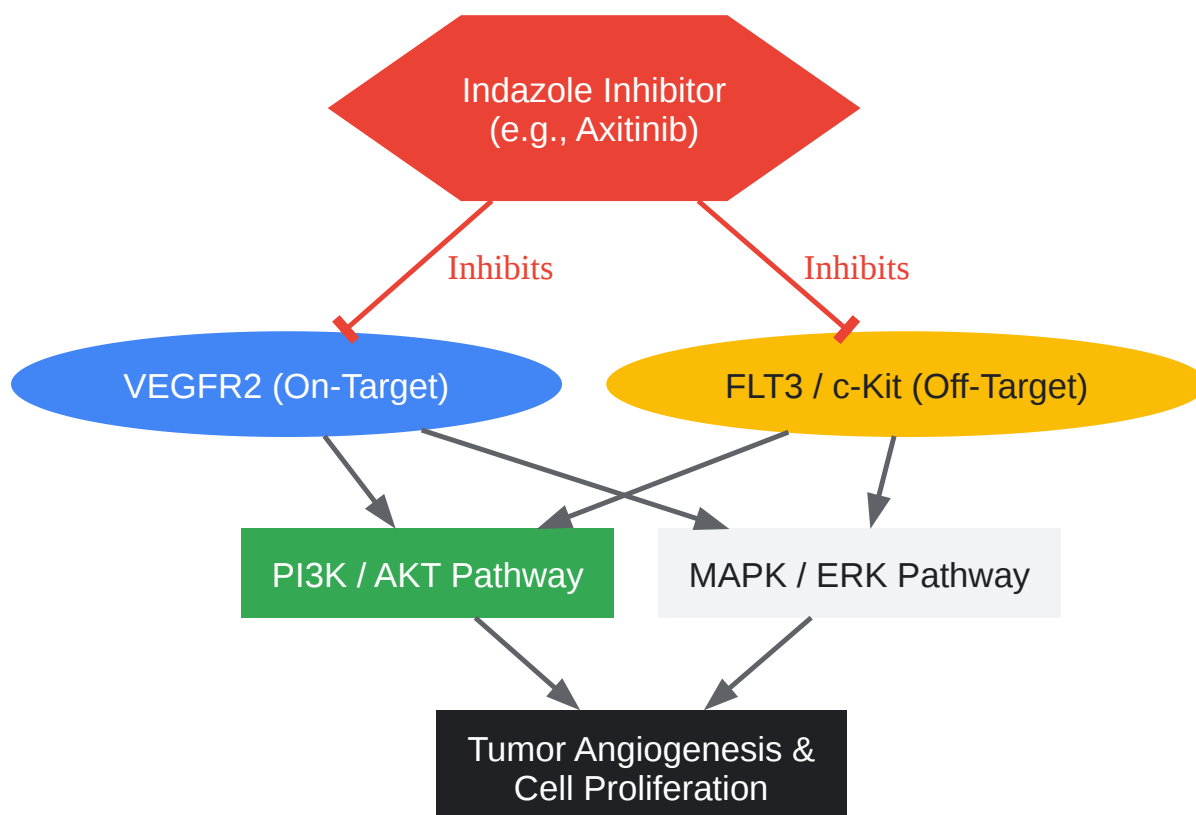 Indazole Inhibitor
(e.g., Axitinib)
Inhibits
Inhibits
VEGFR2 (On-Target)
FLT3 / c-Kit (Off-Target)
PI3K / AKT Pathway
MAPK / ERK Pathway
Tumor Angiogenesis &
Cell Proliferation